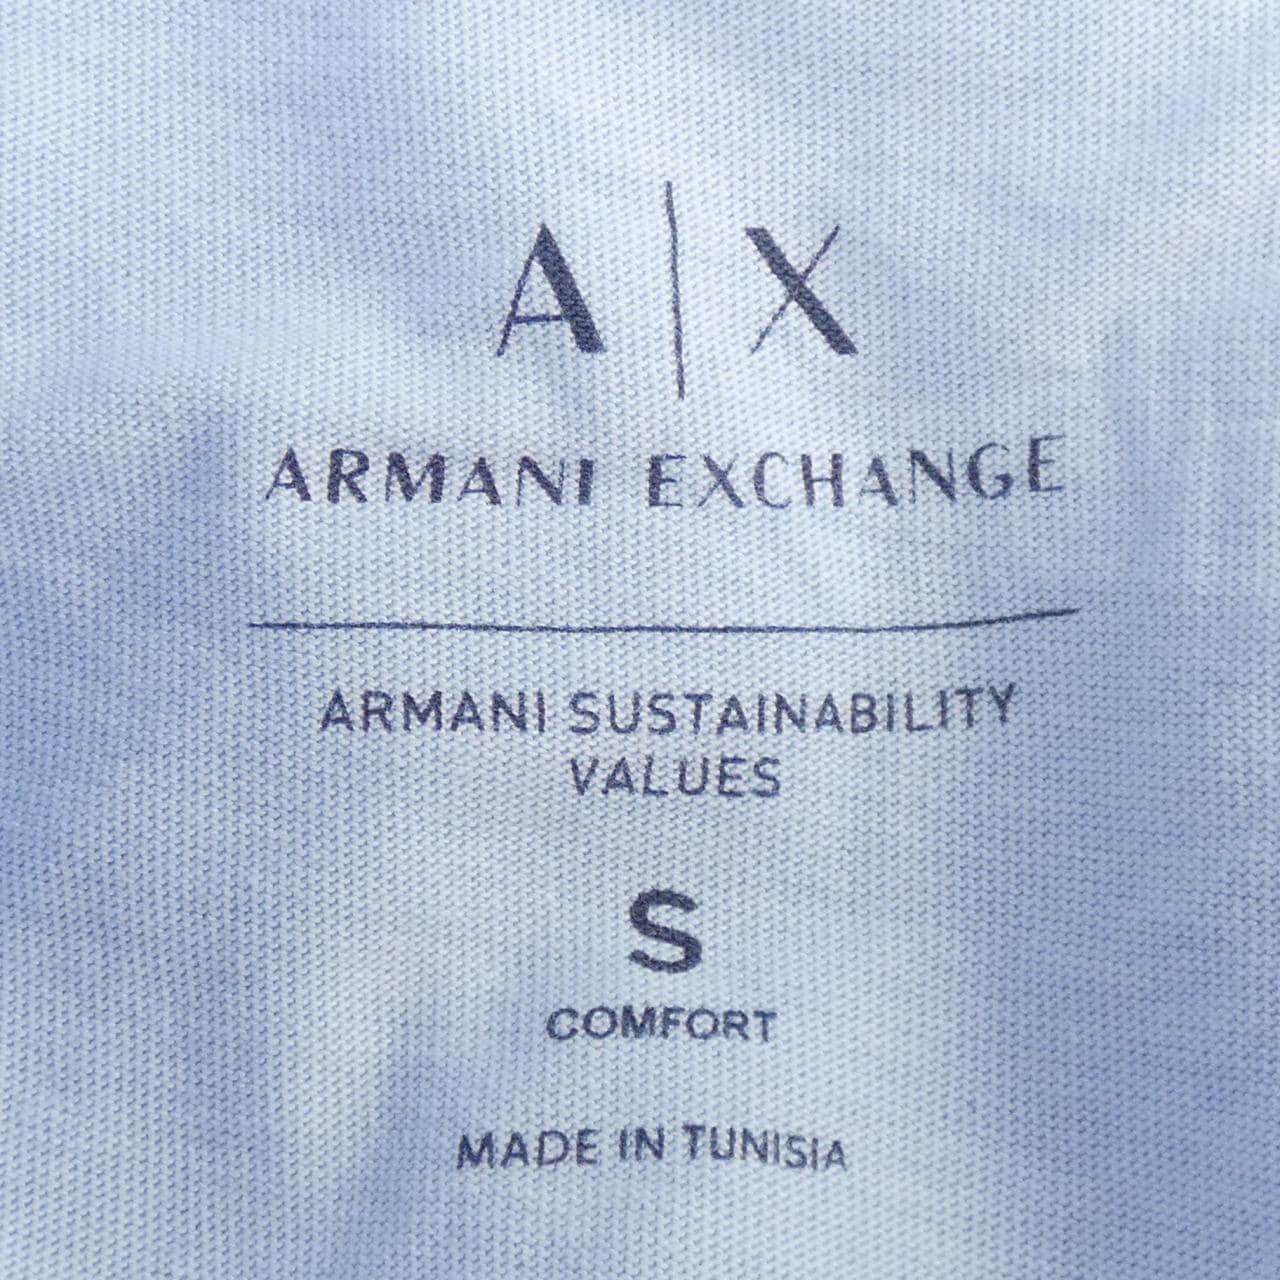 A|X
ARMANI EXCHANGE
ARMANI SUSTAINABILITY
VALUES
S
COMFORT
MADE IN TUNISIA